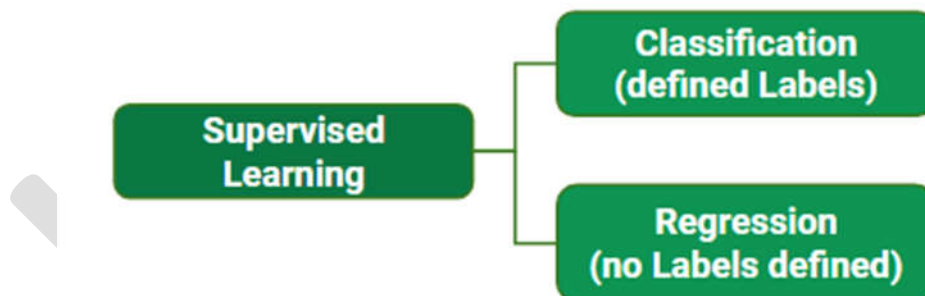 Supervised
Learning
Classification
(defined Labels)
Regression
(no Labels defined)